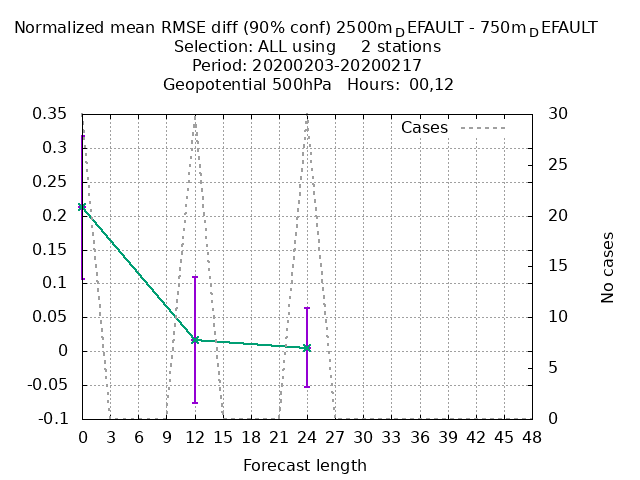 Normalized mean RMSE diff (90% conf) 2500m_DEFAULT - 750m_DEFAULT
Selection: ALL using 2 stations
Period: 20200203-20200217
Geopotential 500hPa Hours: 00,12
Cases
0.35
0.3
0.25
0.2
0.15
0.1
0.05
0
-0.05
-0.1
30
25
20
15
10
5
0
No cases
0 3 6 9 12 15 18 21 24 27 30 33 36 39 42 45 48
Forecast length